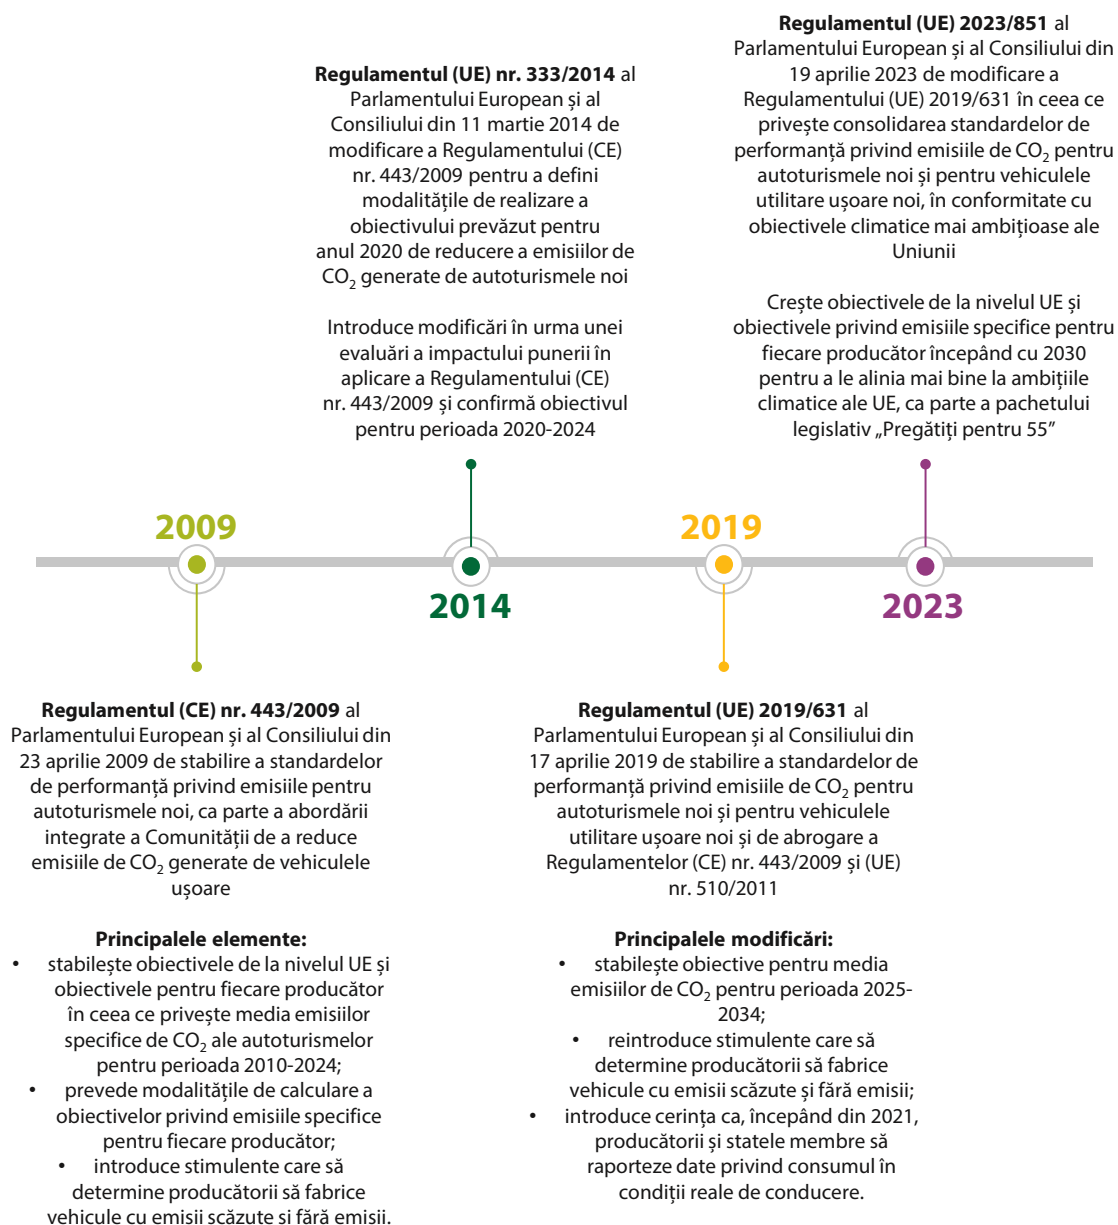 Regulamentul (UE) nr. 333/2014 al
Parlamentului European și al
Consiliului din 11 martie 2014 de
modificare a Regulamentului (CE)
nr. 443/2009 pentru a defini
modalitățile de realizare a
obiectivului prevăzut pentru
anul 2020 de reducere a emisiilor de
CO₂ generate de autoturismele noi
Introduce modificări în urma unei
evaluări a impactului punerii în
aplicare a Regulamentului (CE)
nr. 443/2009 și confirmă obiectivul
pentru perioada 2020-2024
Regulamentul (UE) 2023/851 al
Parlamentului European și al Consiliului din
19 aprilie 2023 de modificare a
Regulamentului (UE) 2019/631 în ceea ce
privește consolidarea standardelor de
performanță privind emisiile de CO₂ pentru
autoturismele noi și pentru vehiculele
utilitare ușoare noi, în conformitate cu
obiectivele climatice mai ambițioase ale
Uniunii
Crește obiectivele de la nivelul UE și
obiectivele privind emisiile specifice pentru
fiecare producător începând cu 2030
pentru a le alinia mai bine la ambițiile
climatice ale UE, ca parte a pachetului
legislativ „Pregătiți pentru 55”
2009
2014
2019
2023
Regulamentul (CE) nr. 443/2009 al
Parlamentului European și al Consiliului din
23 aprilie 2009 de stabilire a standardelor
de performanță privind emisiile pentru
autoturismele noi, ca parte a abordării
integrate a Comunității de a reduce
emisiile de CO₂ generate de vehiculele
ușoare
Principalele elemente:
• stabilește obiectivele de la nivelul UE și
obiectivele pentru fiecare producător
în ceea ce privește media emisiilor
specifice de CO₂ ale autoturismelor
pentru perioada 2010-2024;
• prevede modalitățile de calculare a
obiectivelor privind emisiile specifice
pentru fiecare producător;
• introduce stimulente care să
determine producătorii să fabrice
vehicule cu emisii scăzute și fără emisii.
Regulamentul (UE) 2019/631 al
Parlamentului European și al Consiliului din
17 aprilie 2019 de stabilire a standardelor de
performanță privind emisiile de CO₂ pentru
autoturismele noi și pentru vehiculele
utilitare ușoare noi și de abrogare a
Regulamentelor (CE) nr. 443/2009 și (UE)
nr. 510/2011
Principalele modificări:
• stabilește obiective pentru media
emisiilor de CO₂ pentru perioada 2025-
2034;
• reintroduce stimulente care să
determine producătorii să fabrice
vehicule cu emisii scăzute și fără emisii;
• introduce cerința ca, începând din 2021,
producătorii și statele membre să
raporteze date privind consumul în
condiții reale de conducere.